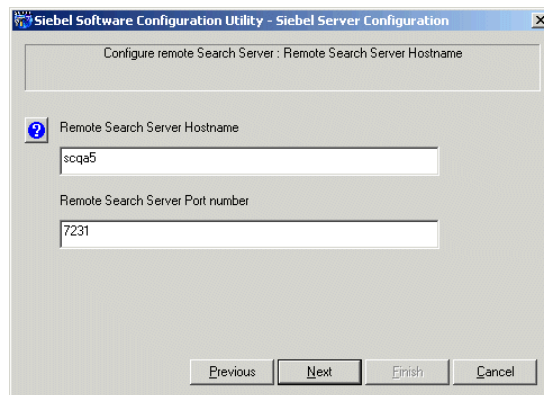 Siebel Software Configuration Utility - Siebel Server Configuration
Configure remote Search Server : Remote Search Server Hostname
Remote Search Server Hostname
scqa5
Remote Search Server Port number
7231
Previous Next Finish Cancel